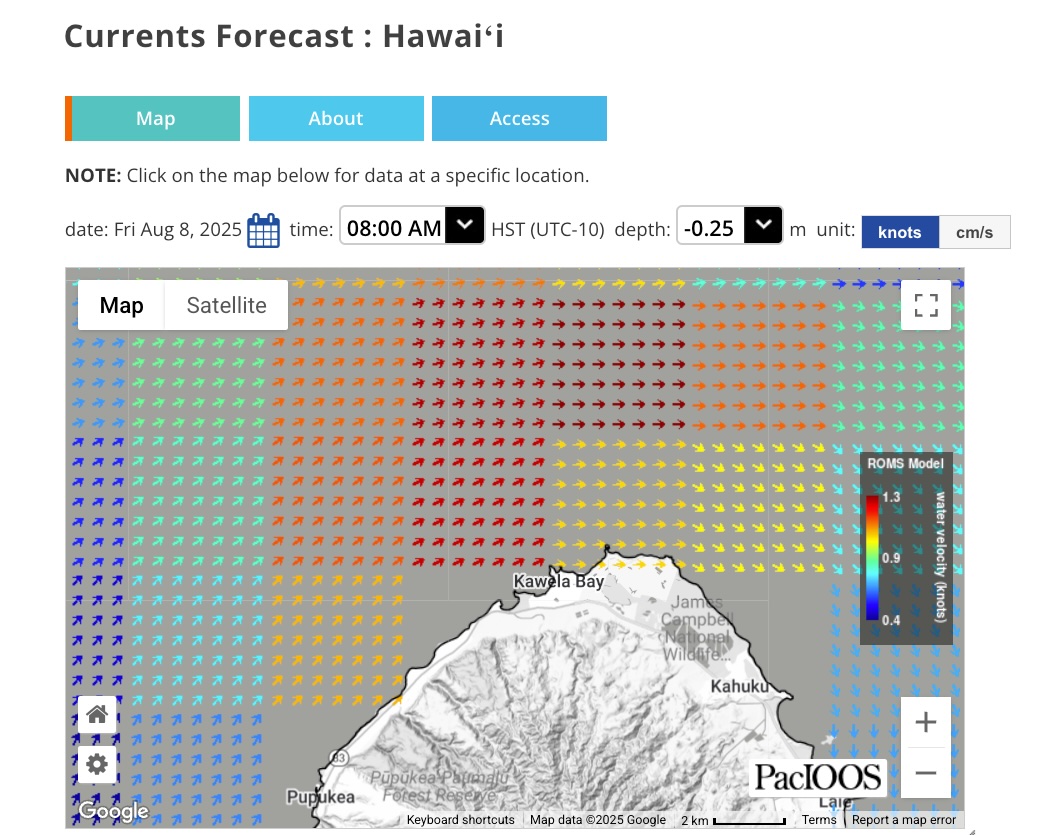 Currents Forecast : Hawaiʻi
Map About Access
NOTE: Click on the map below for data at a specific location.
date: Fri Aug 8, 2025 time: 08:00 AM HST (UTC-10) depth: -0.25 m unit: knots cm/s
Map Satellite
ROMS Model
1.3
0.9
0.4
water velocity (knots)
Kawela Bay
James
Campbell
National
Wildlife...
Kahuku
83
Pūpūkea Paumalū
Forest Reserve
Pūpūkea
PacIOOS
Laie
Google
Keyboard shortcuts Map data ©2025 Google 2 km Terms Report a map error